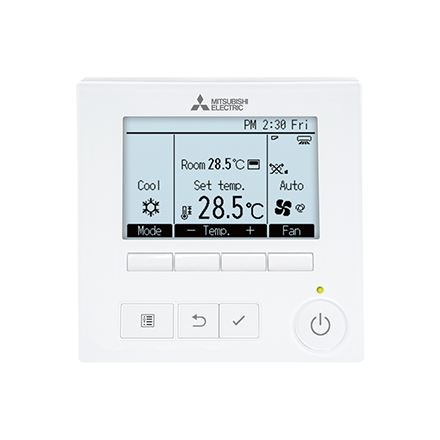 MITSUBISHI
ELECTRIC
PM 2:30 Fri
Room 28.5°C
Cool
Set temp.
Auto
28.5°C
Mode
− Temp. +
Fan